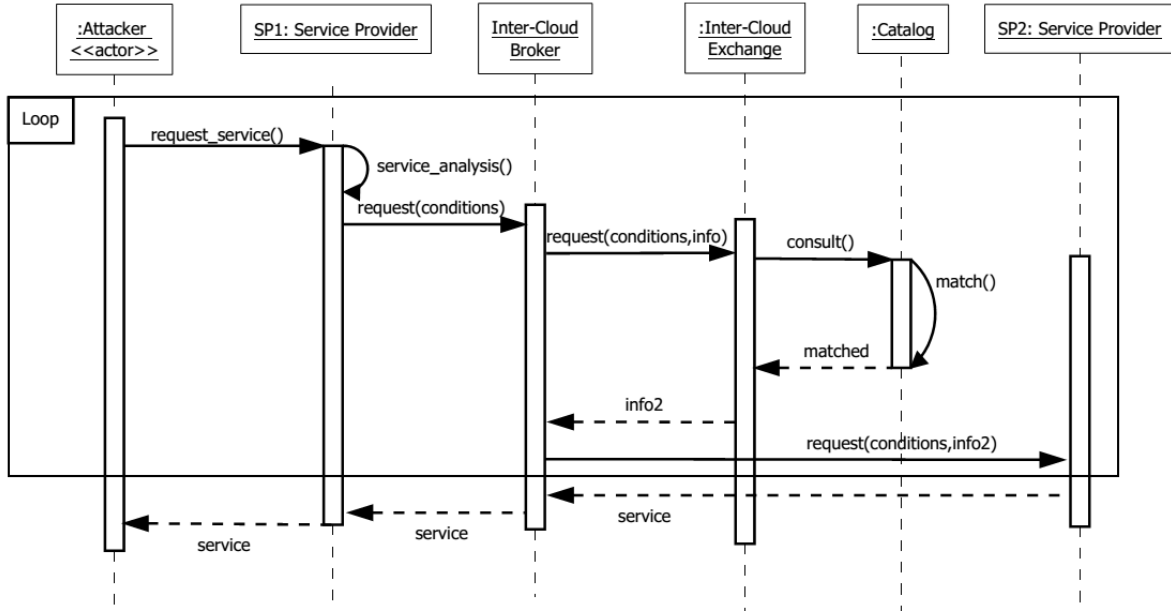 :Attacker
<<actor>>
SP1: Service Provider
Inter-Cloud
Broker
:Inter-Cloud
Exchange
:Catalog
SP2: Service Provider
Loop
request_service()
service_analysis()
request(conditions)
request(conditions,info)
consult()
match()
matched
info2
request(conditions,info2)
service
service
service